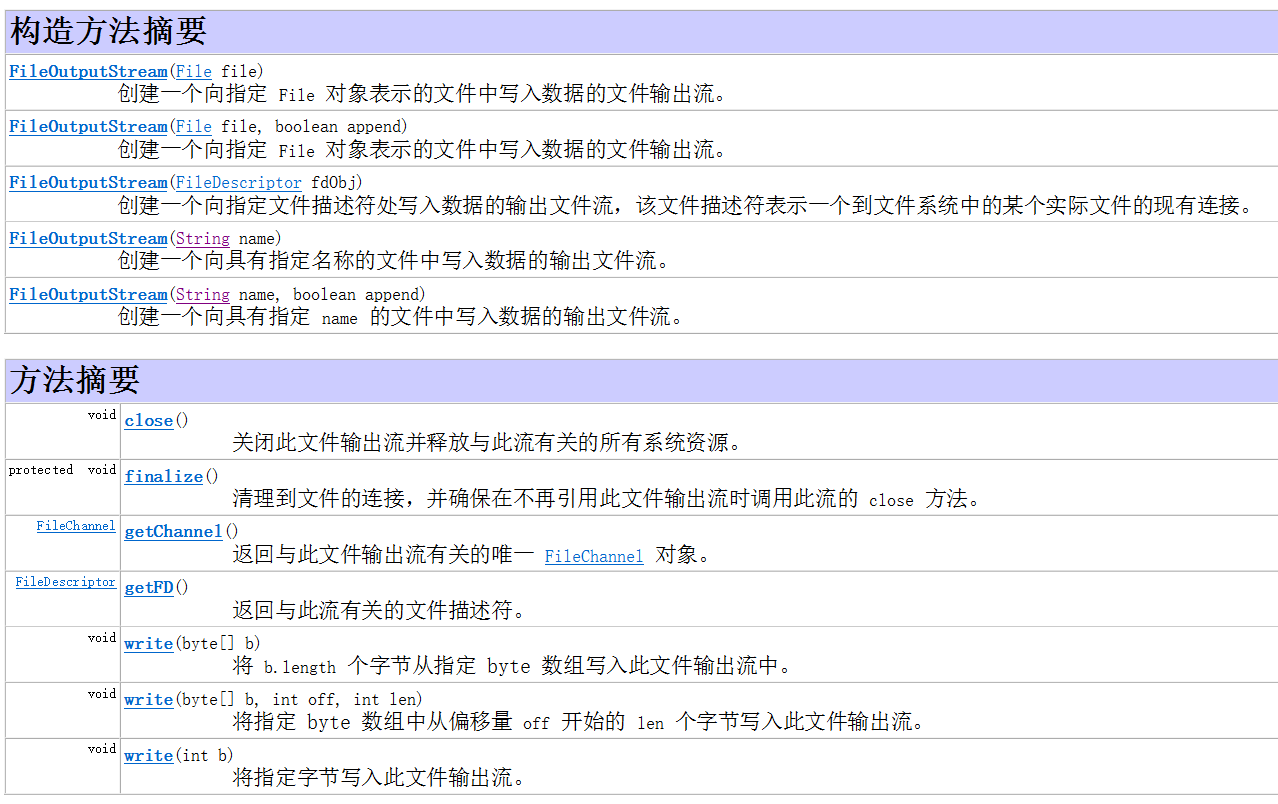 构造方法摘要
FileOutputStream(File file)
创建一个向指定 File 对象表示的文件中写入数据的文件输出流。
FileOutputStream(File file, boolean append)
创建一个向指定 File 对象表示的文件中写入数据的文件输出流。
FileOutputStream(FileDescriptor fdObj)
创建一个向指定文件描述符处写入数据的输出文件流，该文件描述符表示一个到文件系统中的某个实际文件的现有连接。
FileOutputStream(String name)
创建一个向具有指定名称的文件中写入数据的输出文件流。
FileOutputStream(String name, boolean append)
创建一个向具有指定 name 的文件中写入数据的输出文件流。
方法摘要
void close()
关闭此文件输出流并释放与此流有关的所有系统资源。
protected void finalize()
清理到文件的连接，并确保在不再引用此文件输出流时调用此流的 close 方法。
FileChannel getChannel()
返回与此文件输出流有关的唯一 FileChannel 对象。
FileDescriptor getFD()
返回与此流有关的文件描述符。
void write(byte[] b)
将 b.length 个字节从指定 byte 数组写入此文件输出流中。
void write(byte[] b, int off, int len)
将指定 byte 数组中从偏移量 off 开始的 len 个字节写入此文件输出流。
void write(int b)
将指定字节写入此文件输出流。